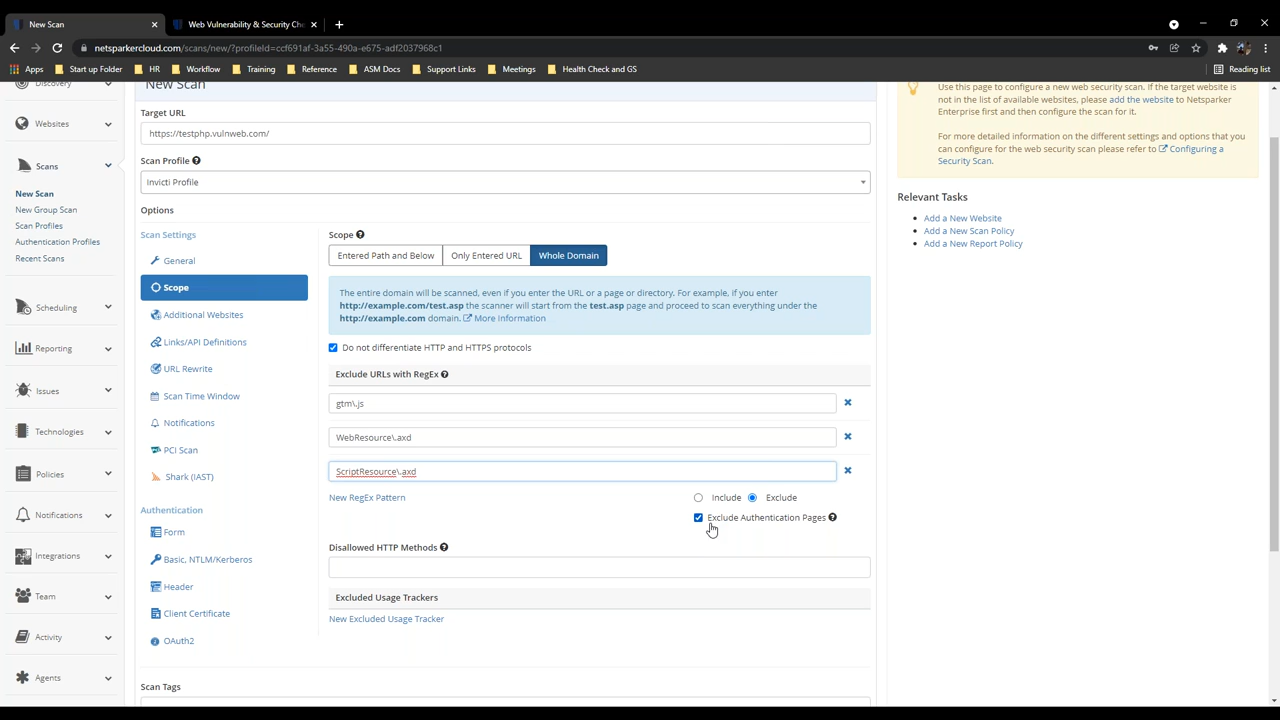 New Scan
Web Vulnerability & Security Che
netsparkercloud.com/scans/new/?profileId=ccf691af-3a55-490a-e675-adf2037968c1
Apps
Start up Folder
HR
Workflow
Training
Reference
ASM Docs
Support Links
Meetings
Health Check and GS
Reading list
Discovery
Websites
Scans
New Scan
New Group Scan
Scan Profiles
Authentication Profiles
Recent Scans
Scheduling
Reporting
Issues
Technologies
Policies
Notifications
Integrations
Team
Activity
Agents
New Scan
Target URL
https://testphp.vulnweb.com/
Scan Profile
Invicti Profile
Options
Scan Settings
General
Scope
Additional Websites
Links/API Definitions
URL Rewrite
Scan Time Window
Notifications
PCI Scan
Shark (IAST)
Authentication
Form
Basic, NTLM/Kerberos
Header
Client Certificate
OAuth2
Scope
Entered Path and Below
Only Entered URL
Whole Domain
The entire domain will be scanned, even if you enter the URL or a page or directory. For example, if you enter
http://example.com/test.asp the scanner will start from the test.asp page and proceed to scan everything under the
http://example.com domain. More information
Do not differentiate HTTP and HTTPS protocols
Exclude URLs with RegEx
gtm\.js
WebResource\.axd
ScriptResource\.axd
New RegEx Pattern
Include
Exclude
Exclude Authentication Pages
Disallowed HTTP Methods
Excluded Usage Trackers
New Excluded Usage Tracker
Scan Tags
Use this page to configure a new web security scan. If the target website is
not in the list of available websites, please add the website to Netsparker
Enterprise first and then configure the scan for it.
For more detailed information on the different settings and options that you
can configure for the web security scan please refer to Configuring a
Security Scan.
Relevant Tasks
Add a New Website
Add a New Scan Policy
Add a New Report Policy